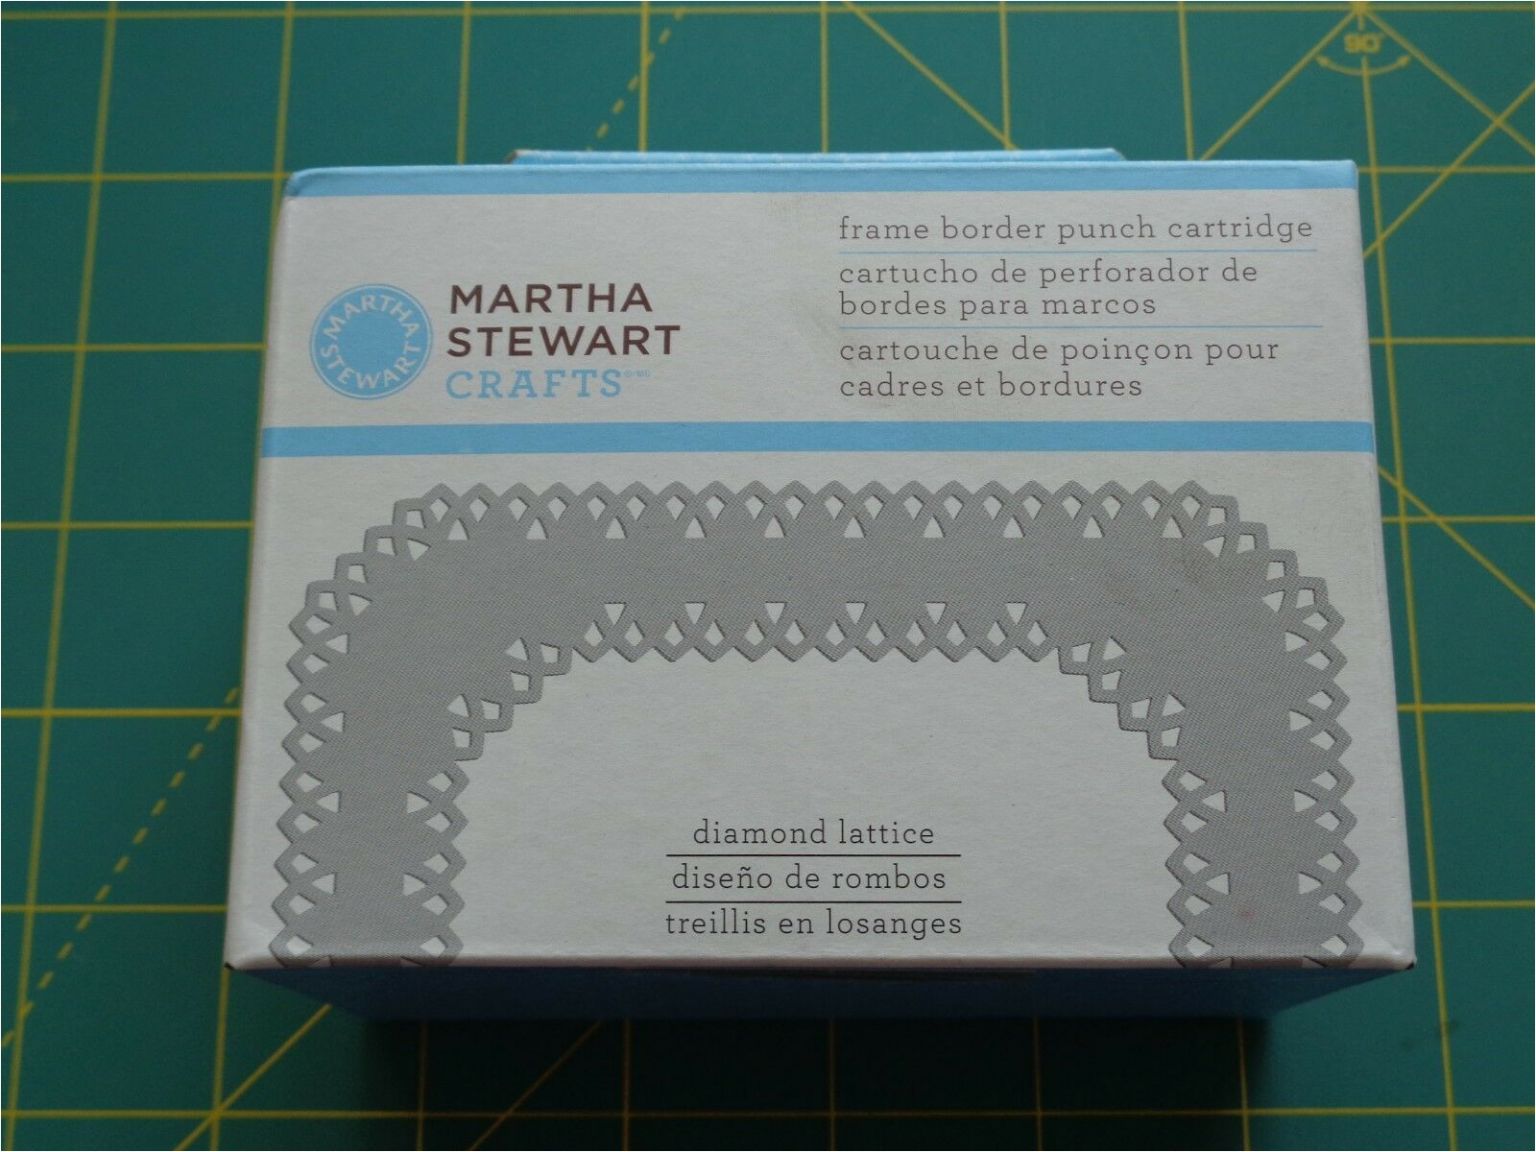 90°
frame border punch cartridge
cartucho de perforador de
bordes para marcos
cartouche de poinçon pour
cadres et bordures
MARTHA STEWART
MARTHA
STEWART
CRAFTS
diamond lattice
diseño de rombos
treillis en losanges